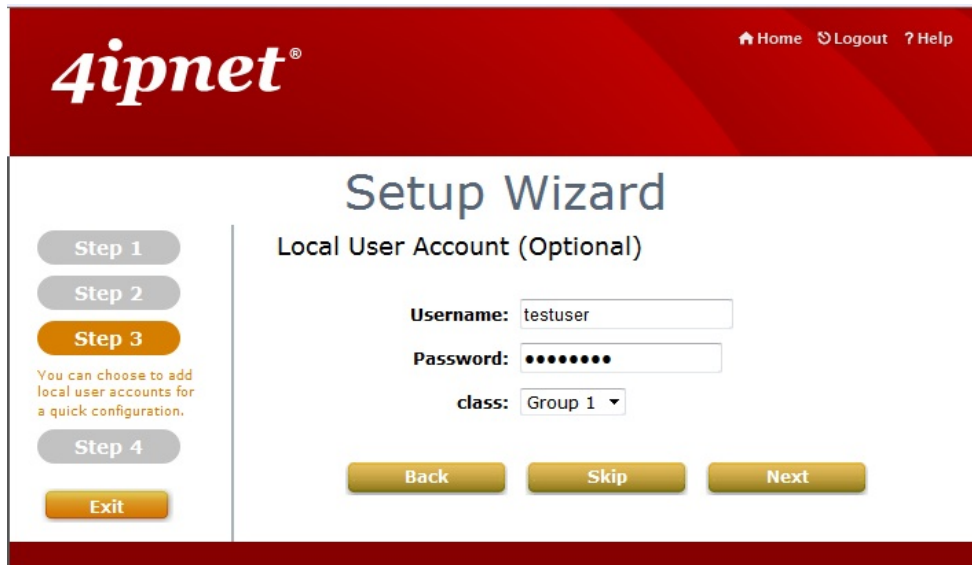 4ipnet®
Home Logout ? Help
Setup Wizard
Step 1
Step 2
Step 3
You can choose to add
local user accounts for
a quick configuration.
Step 4
Exit
Local User Account (Optional)
Username: testuser
Password: ••••••••
class: Group 1
Back Skip Next